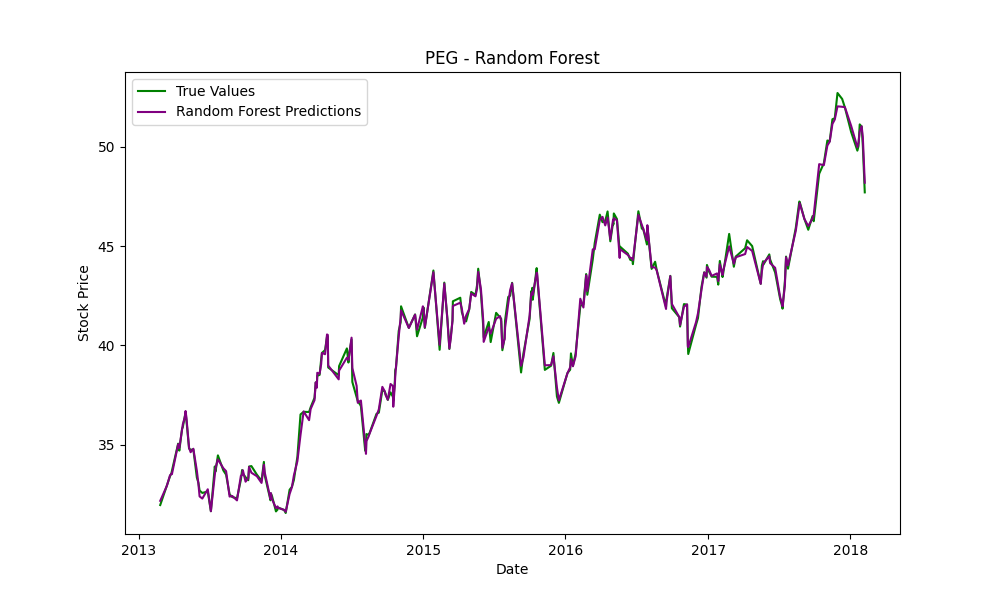 PEG - Random Forest
True Values
Random Forest Predictions
50
45
40
35
Stock Price
2013 2014 2015 2016 2017 2018
Date